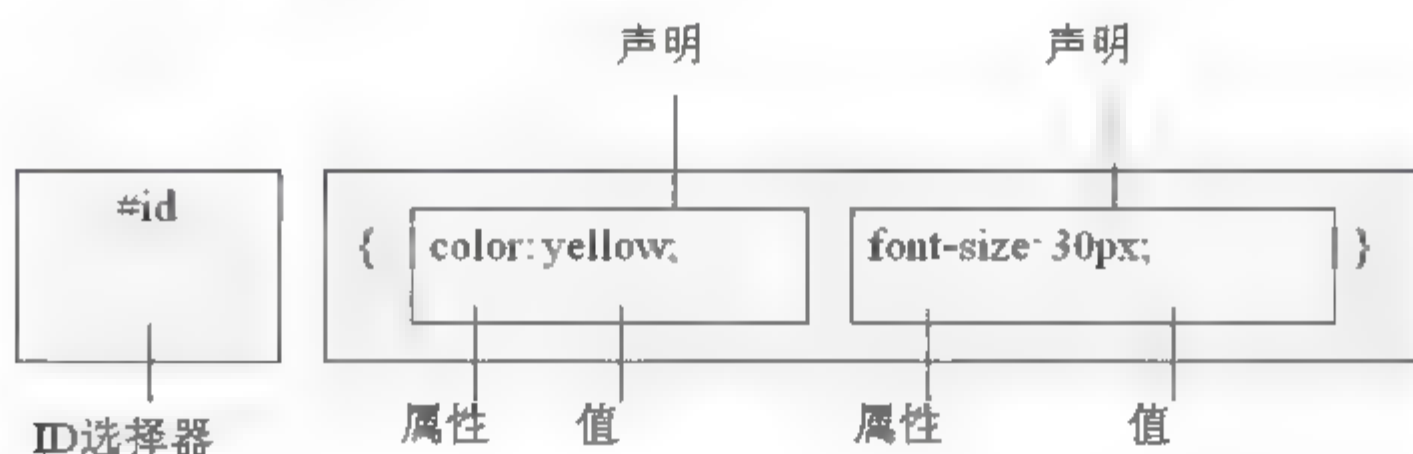 声明 声明
#id
{ color: yellow; font-size: 30px; }
属性 值 属性 值
ID选择器